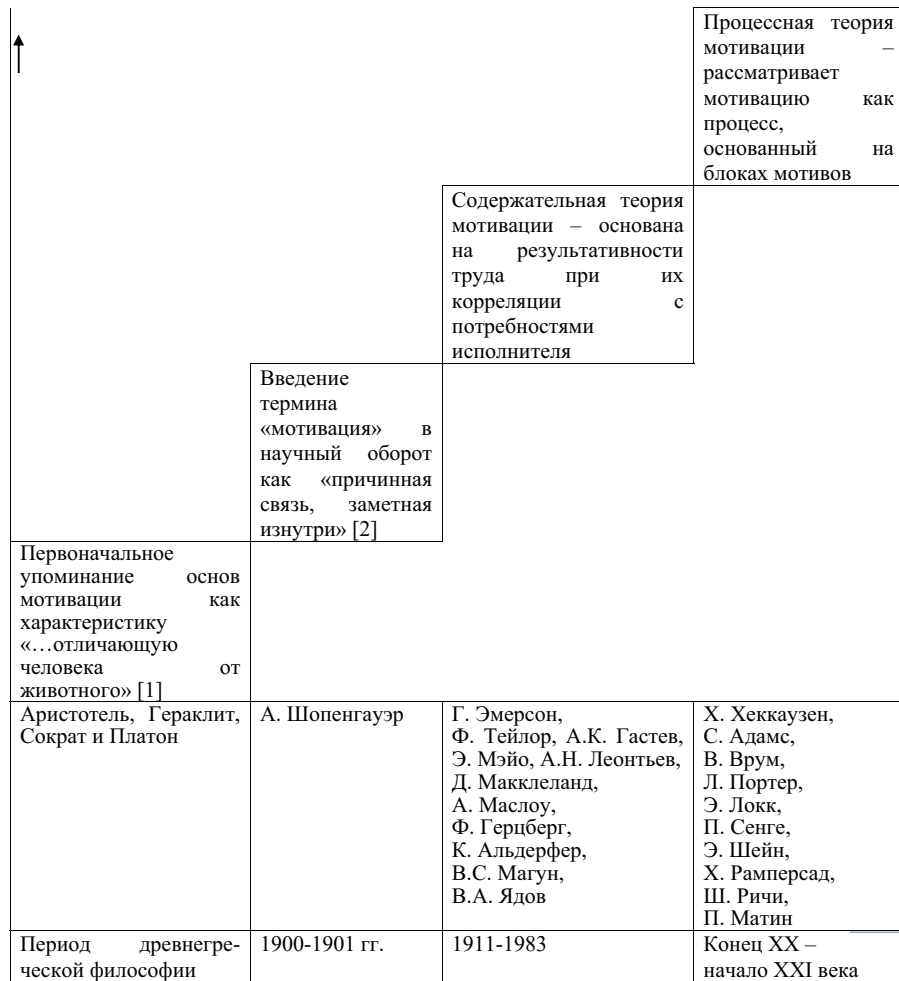 Процессная теория
мотивации –
рассматривает
мотивацию как
процесс,
основанный на
блоках мотивов
Содержательная теория
мотивации – основана
на результативности
труда при их
корреляции с
потребностями
исполнителя
Введение
термина
«мотивация» в
научный оборот
как «причинная
связь, заметная
изнутри» [2]
Первоначальное
упоминание основ
мотивации как
характеристику
«…отличающую
человека от
животного» [1]
Аристотель, Гераклит,
Сократ и Платон
А. Шопенгауэр
Г. Эмерсон,
Ф. Тейлор, А.К. Гастев,
Э. Мэйо, А.Н. Леонтьев,
Д. Макклеланд,
А. Маслоу,
Ф. Герцберг,
К. Альдерфер,
В.С. Магун,
В.А. Ядов
Х. Хеккаузен,
С. Адамс,
В. Врум,
Л. Портер,
Э. Локк,
П. Сенге,
Э. Шейн,
Х. Рамперсад,
Ш. Ричи,
П. Матин
Период древнегре-
ческой философии
1900-1901 гг.
1911-1983
Конец XX –
начало XXI века